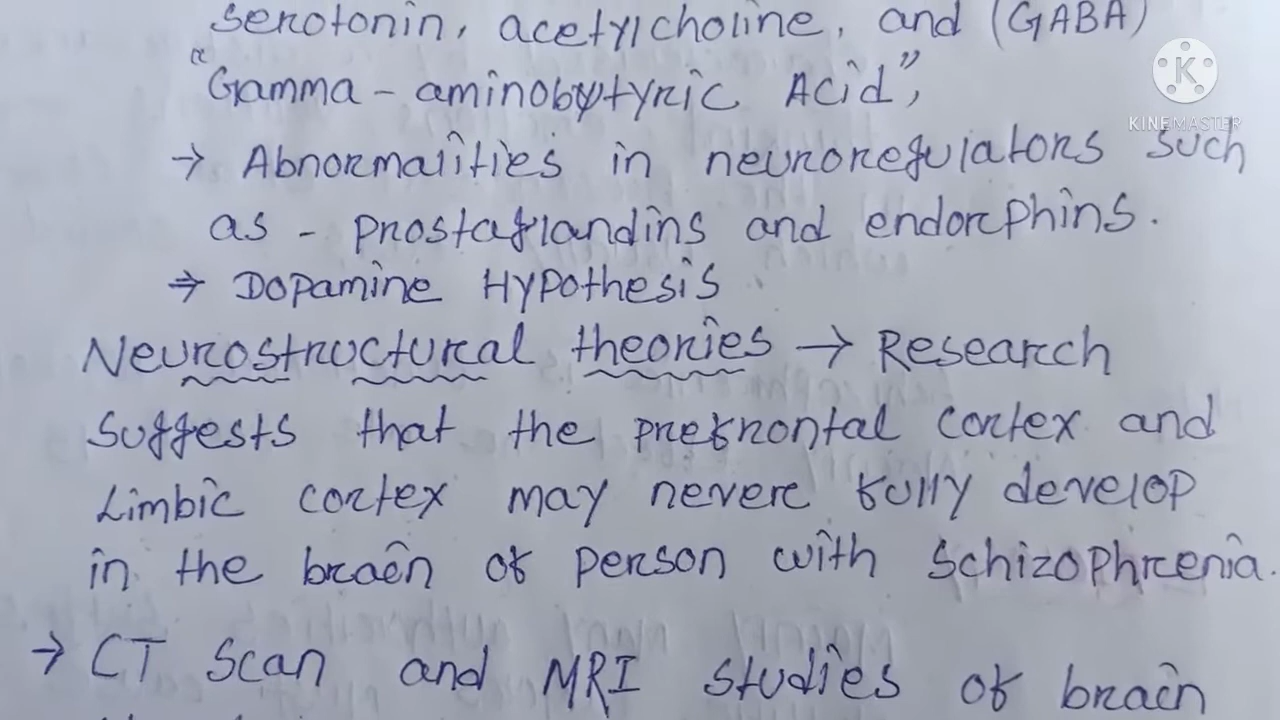 serotonin, acetylcholine, and (GABA)
"Gamma - aminobytyric Acid",
→ Abnormalities in neuroregulators such
as - prostaglandins and endorphins.
⇒ Dopamine Hypothesis
Neurostructural theories → Research
suggests that the prefrontal cortex and
Limbic cortex may never fully develop
in the brain of person with schizophrenia.
→ CT Scan and MRI studies of brain
K
KINEMASTER